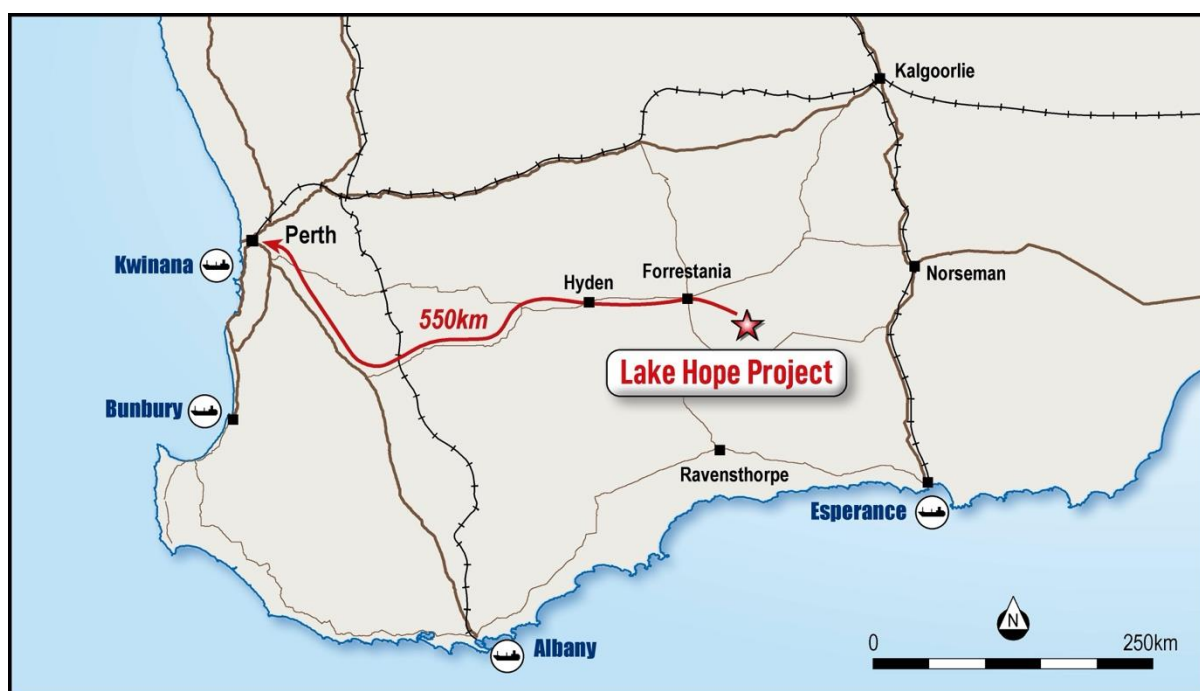 Kalgoorlie
Perth
Kwinana
Hyden
Forrestania
Norseman
550km
Lake Hope Project
Bunbury
Ravensthorpe
Esperance
Albany
N
0
250km